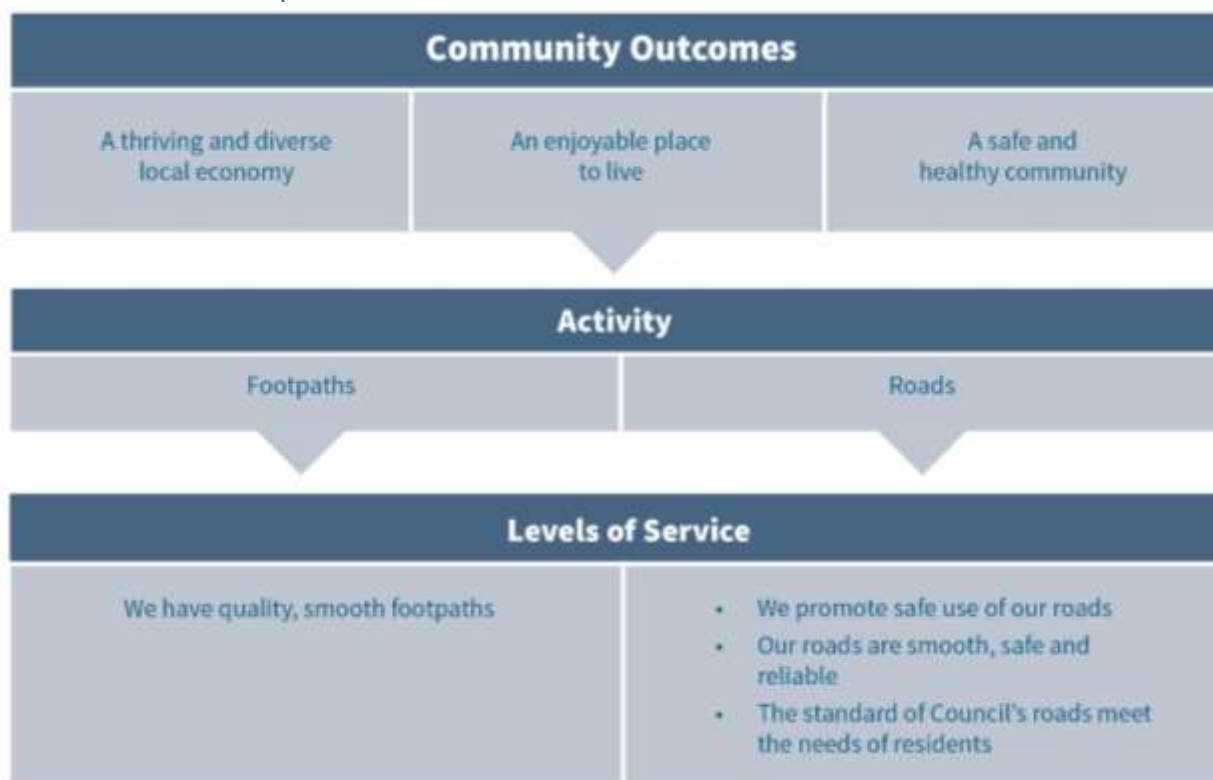 Community Outcomes
A thriving and diverse
local economy
An enjoyable place
to live
A safe and
healthy community
Activity
Footpaths
Roads
Levels of Service
We have quality, smooth footpaths
• We promote safe use of our roads
• Our roads are smooth, safe and
reliable
• The standard of Council's roads meet
the needs of residents